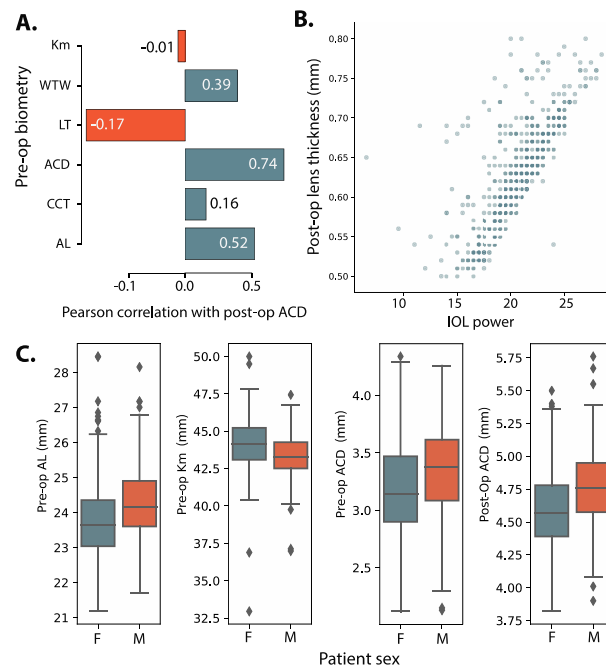 A.
Pre-op biometry
Km
WTW
LT
ACD
CCT
AL
-0.01
0.39
-0.17
0.74
0.16
0.52
-0.1
0.0
0.5
Pearson correlation with post-op ACD
B.
Post-op lens thickness (mm)
0.80
0.75
0.70
0.65
0.60
0.55
0.50
10
15
20
25
IOL power
C.
Pre-op AL (mm)
28
27
26
25
24
23
22
21
F
M
Pre-op Km (mm)
50.0
47.5
45.0
42.5
40.0
37.5
35.0
32.5
F
M
Pre-op ACD (mm)
4.0
3.5
3.0
2.5
F
M
Post-Op ACD (mm)
5.75
5.50
5.25
5.00
4.75
4.50
4.25
4.00
3.75
F
M
Patient sex